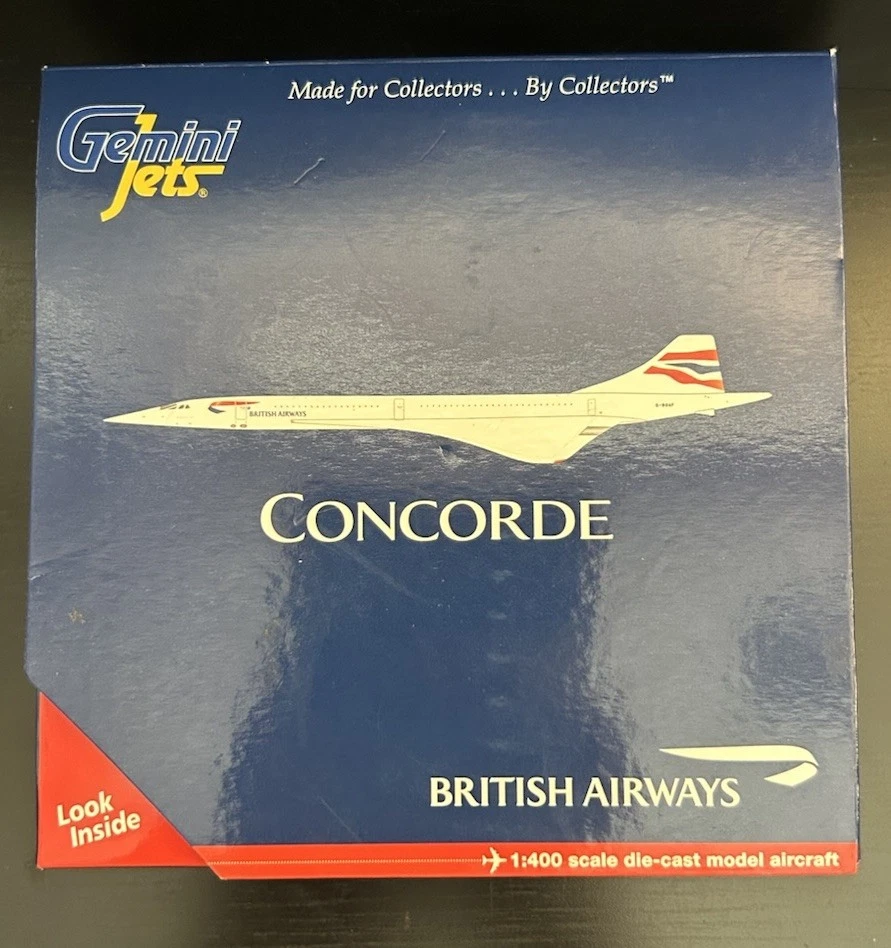 Made for Collectors . . . By Collectors™
Gemini
Jets®
BRITISH AIRWAYS
CONCORDE
BRITISH AIRWAYS
Look
Inside
1:400 scale die-cast model aircraft